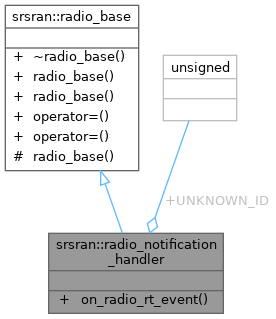 srsran::radio_base
+ ~radio_base()
+ radio_base()
+ radio_base()
+ operator=()
+ operator=()
# radio_base()
unsigned
+UNKNOWN_ID
srsran::radio_notification
_handler
+ on_radio_rt_event()